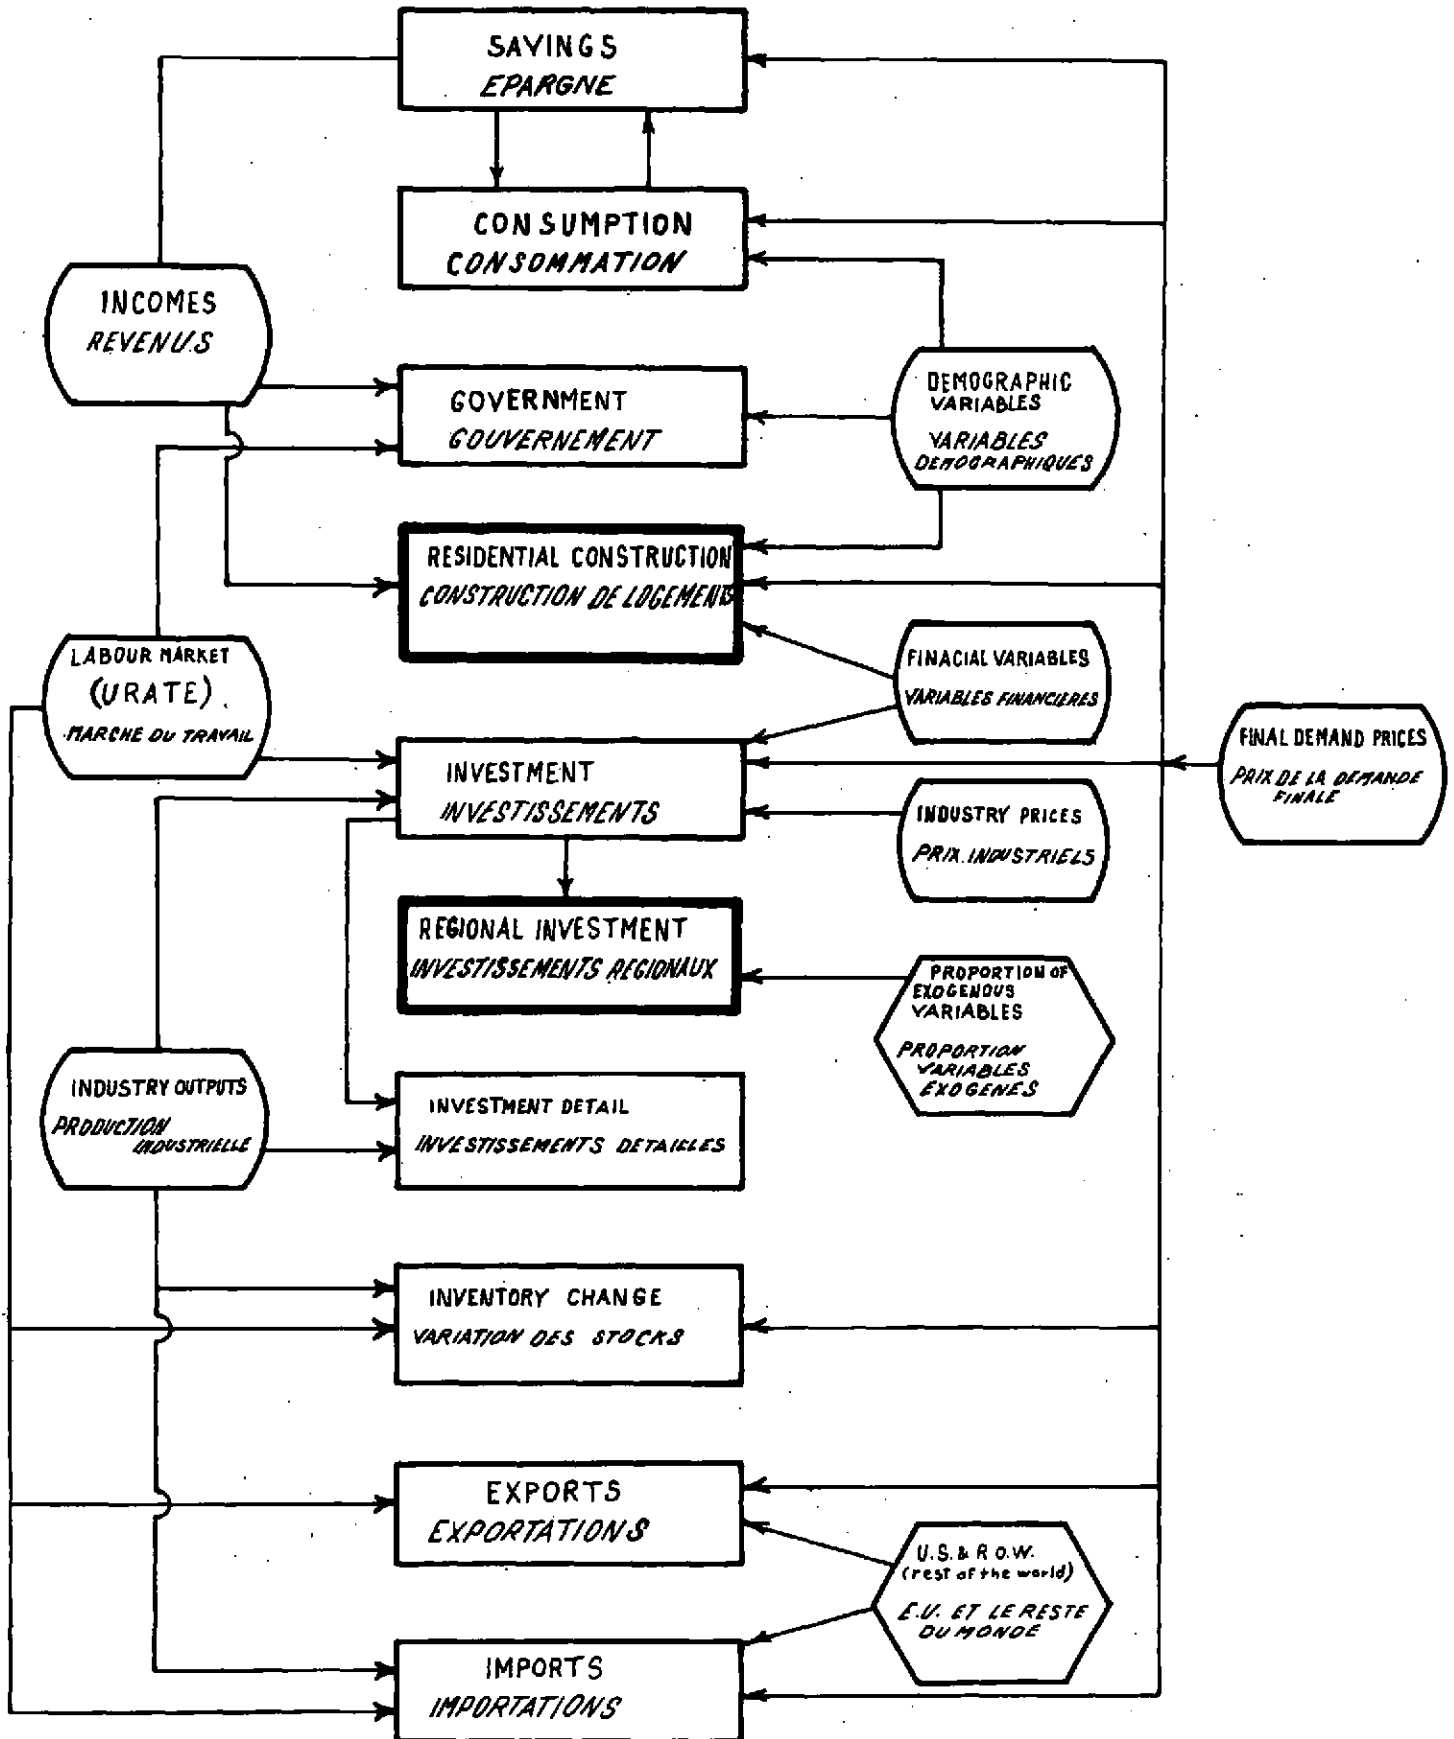 SAVINGS
EPARGNE
CONSUMPTION
CONSOMMATION
INCOMES
REVENUS
GOVERNMENT
GOUVERNEMENT
DEMOGRAPHIC
VARIABLES
VARIABLES
DEMOGRAPHIQUES
RESIDENTIAL CONSTRUCTION
CONSTRUCTION DE LOGEMENTS
LABOUR MARKET
(URATE)
MARCHE DU TRAVAIL
FINACIAL VARIABLES
VARIABLES FINANCIERES
FINAL DEMAND PRICES
PRIX DE LA DEMANDE
FINALE
INVESTMENT
INVESTISSEMENTS
INDUSTRY PRICES
PRIX INDUSTRIELS
REGIONAL INVESTMENT
INVESTISSEMENTS REGIONAUX
PROPORTION OF
EXOGENOUS
VARIABLES
PROPORTION
VARIABLES
EXOGENES
INDUSTRY OUTPUTS
PRODUCTION
INDUSTRIELLE
INVESTMENT DETAIL
INVESTISSEMENTS DETAILLES
INVENTORY CHANGE
VARIATION DES STOCKS
EXPORTS
EXPORTATIONS
U.S. & R O.W.
(rest of the world)
E.U. ET LE RESTE
DU MONDE
IMPORTS
IMPORTATIONS